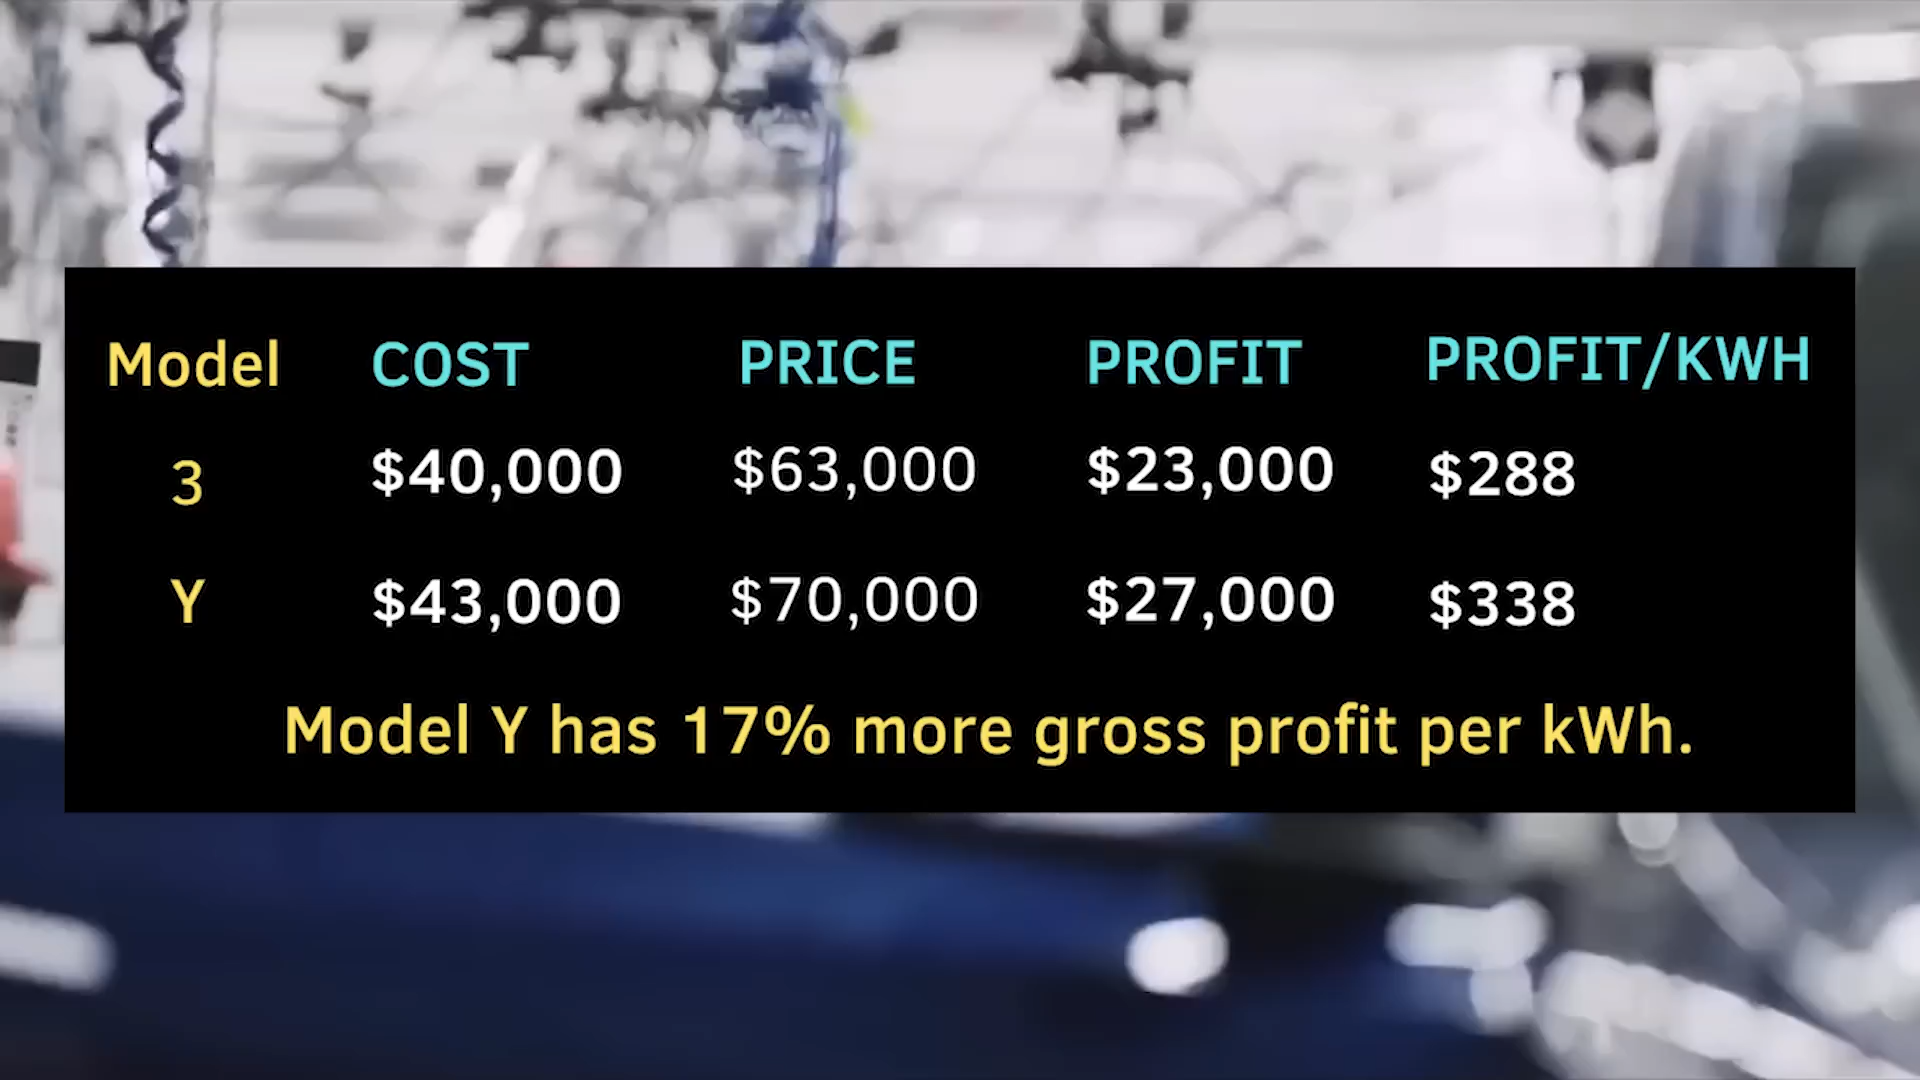 Model COST PRICE PROFIT PROFIT/KWH
3 $40,000 $63,000 $23,000 $288
Y $43,000 $70,000 $27,000 $338
Model Y has 17% more gross profit per kWh.